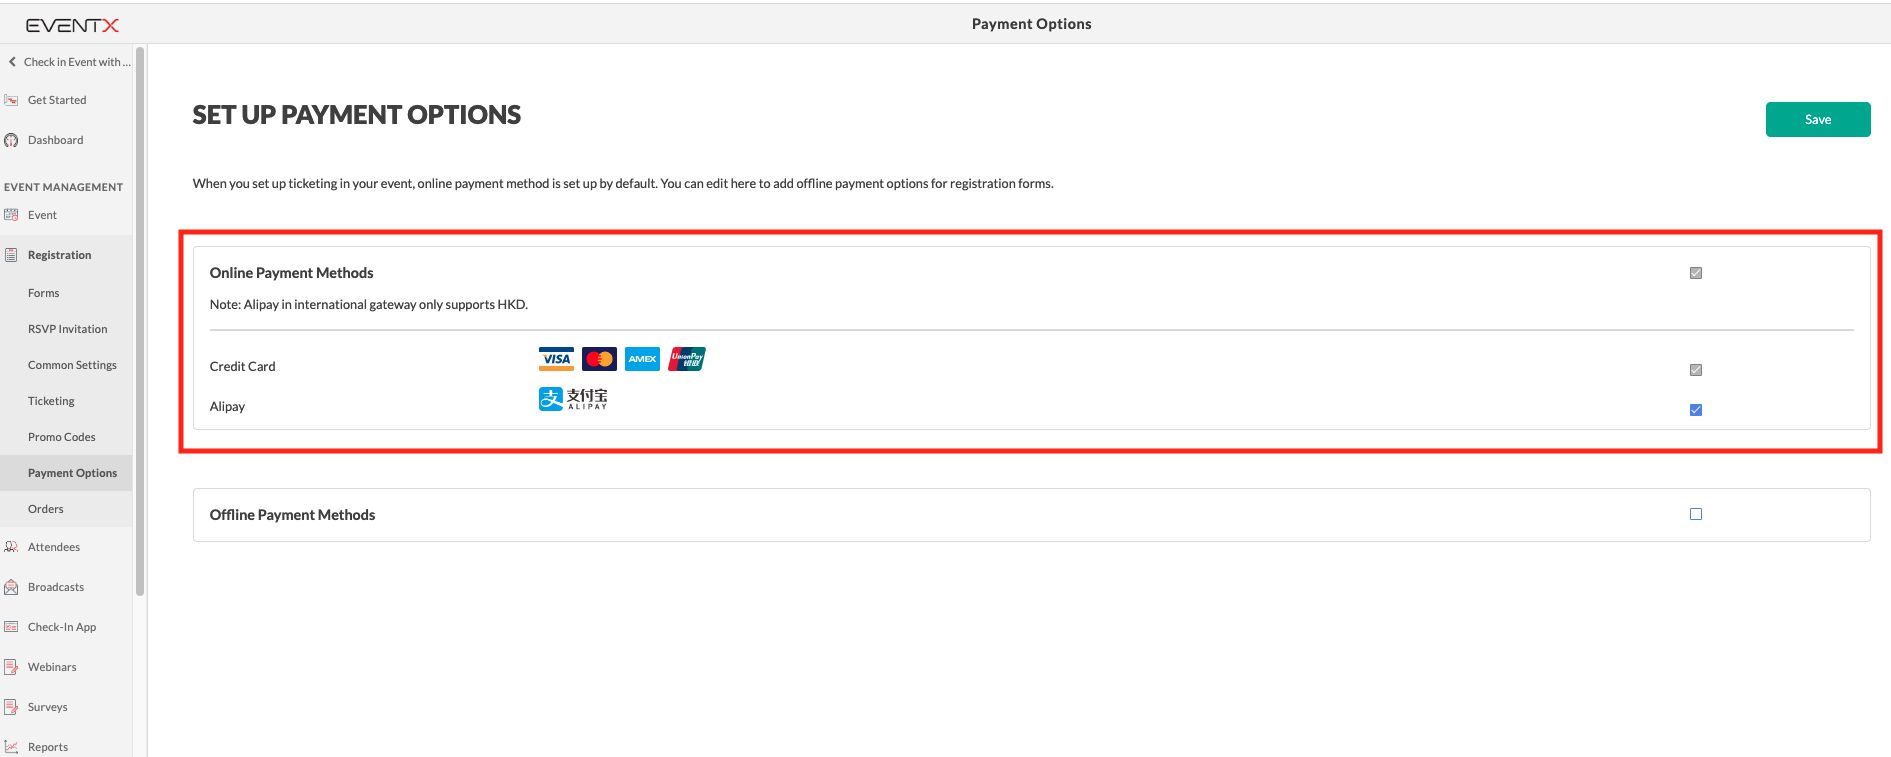 EVENTX
Payment Options
Check in Event with ...
Get Started
Dashboard
EVENT MANAGEMENT
Event
Registration
Forms
RSVP Invitation
Common Settings
Ticketing
Promo Codes
Payment Options
Orders
Attendees
Broadcasts
Check-In App
Webinars
Surveys
Reports
SET UP PAYMENT OPTIONS
Save
When you set up ticketing in your event, online payment method is set up by default. You can edit here to add offline payment options for registration forms.
Online Payment Methods
Note: Alipay in international gateway only supports HKD.
Credit Card
VISA AMEX UnionPay 银联
Alipay
支 支付宝
ALIPAY
Offline Payment Methods